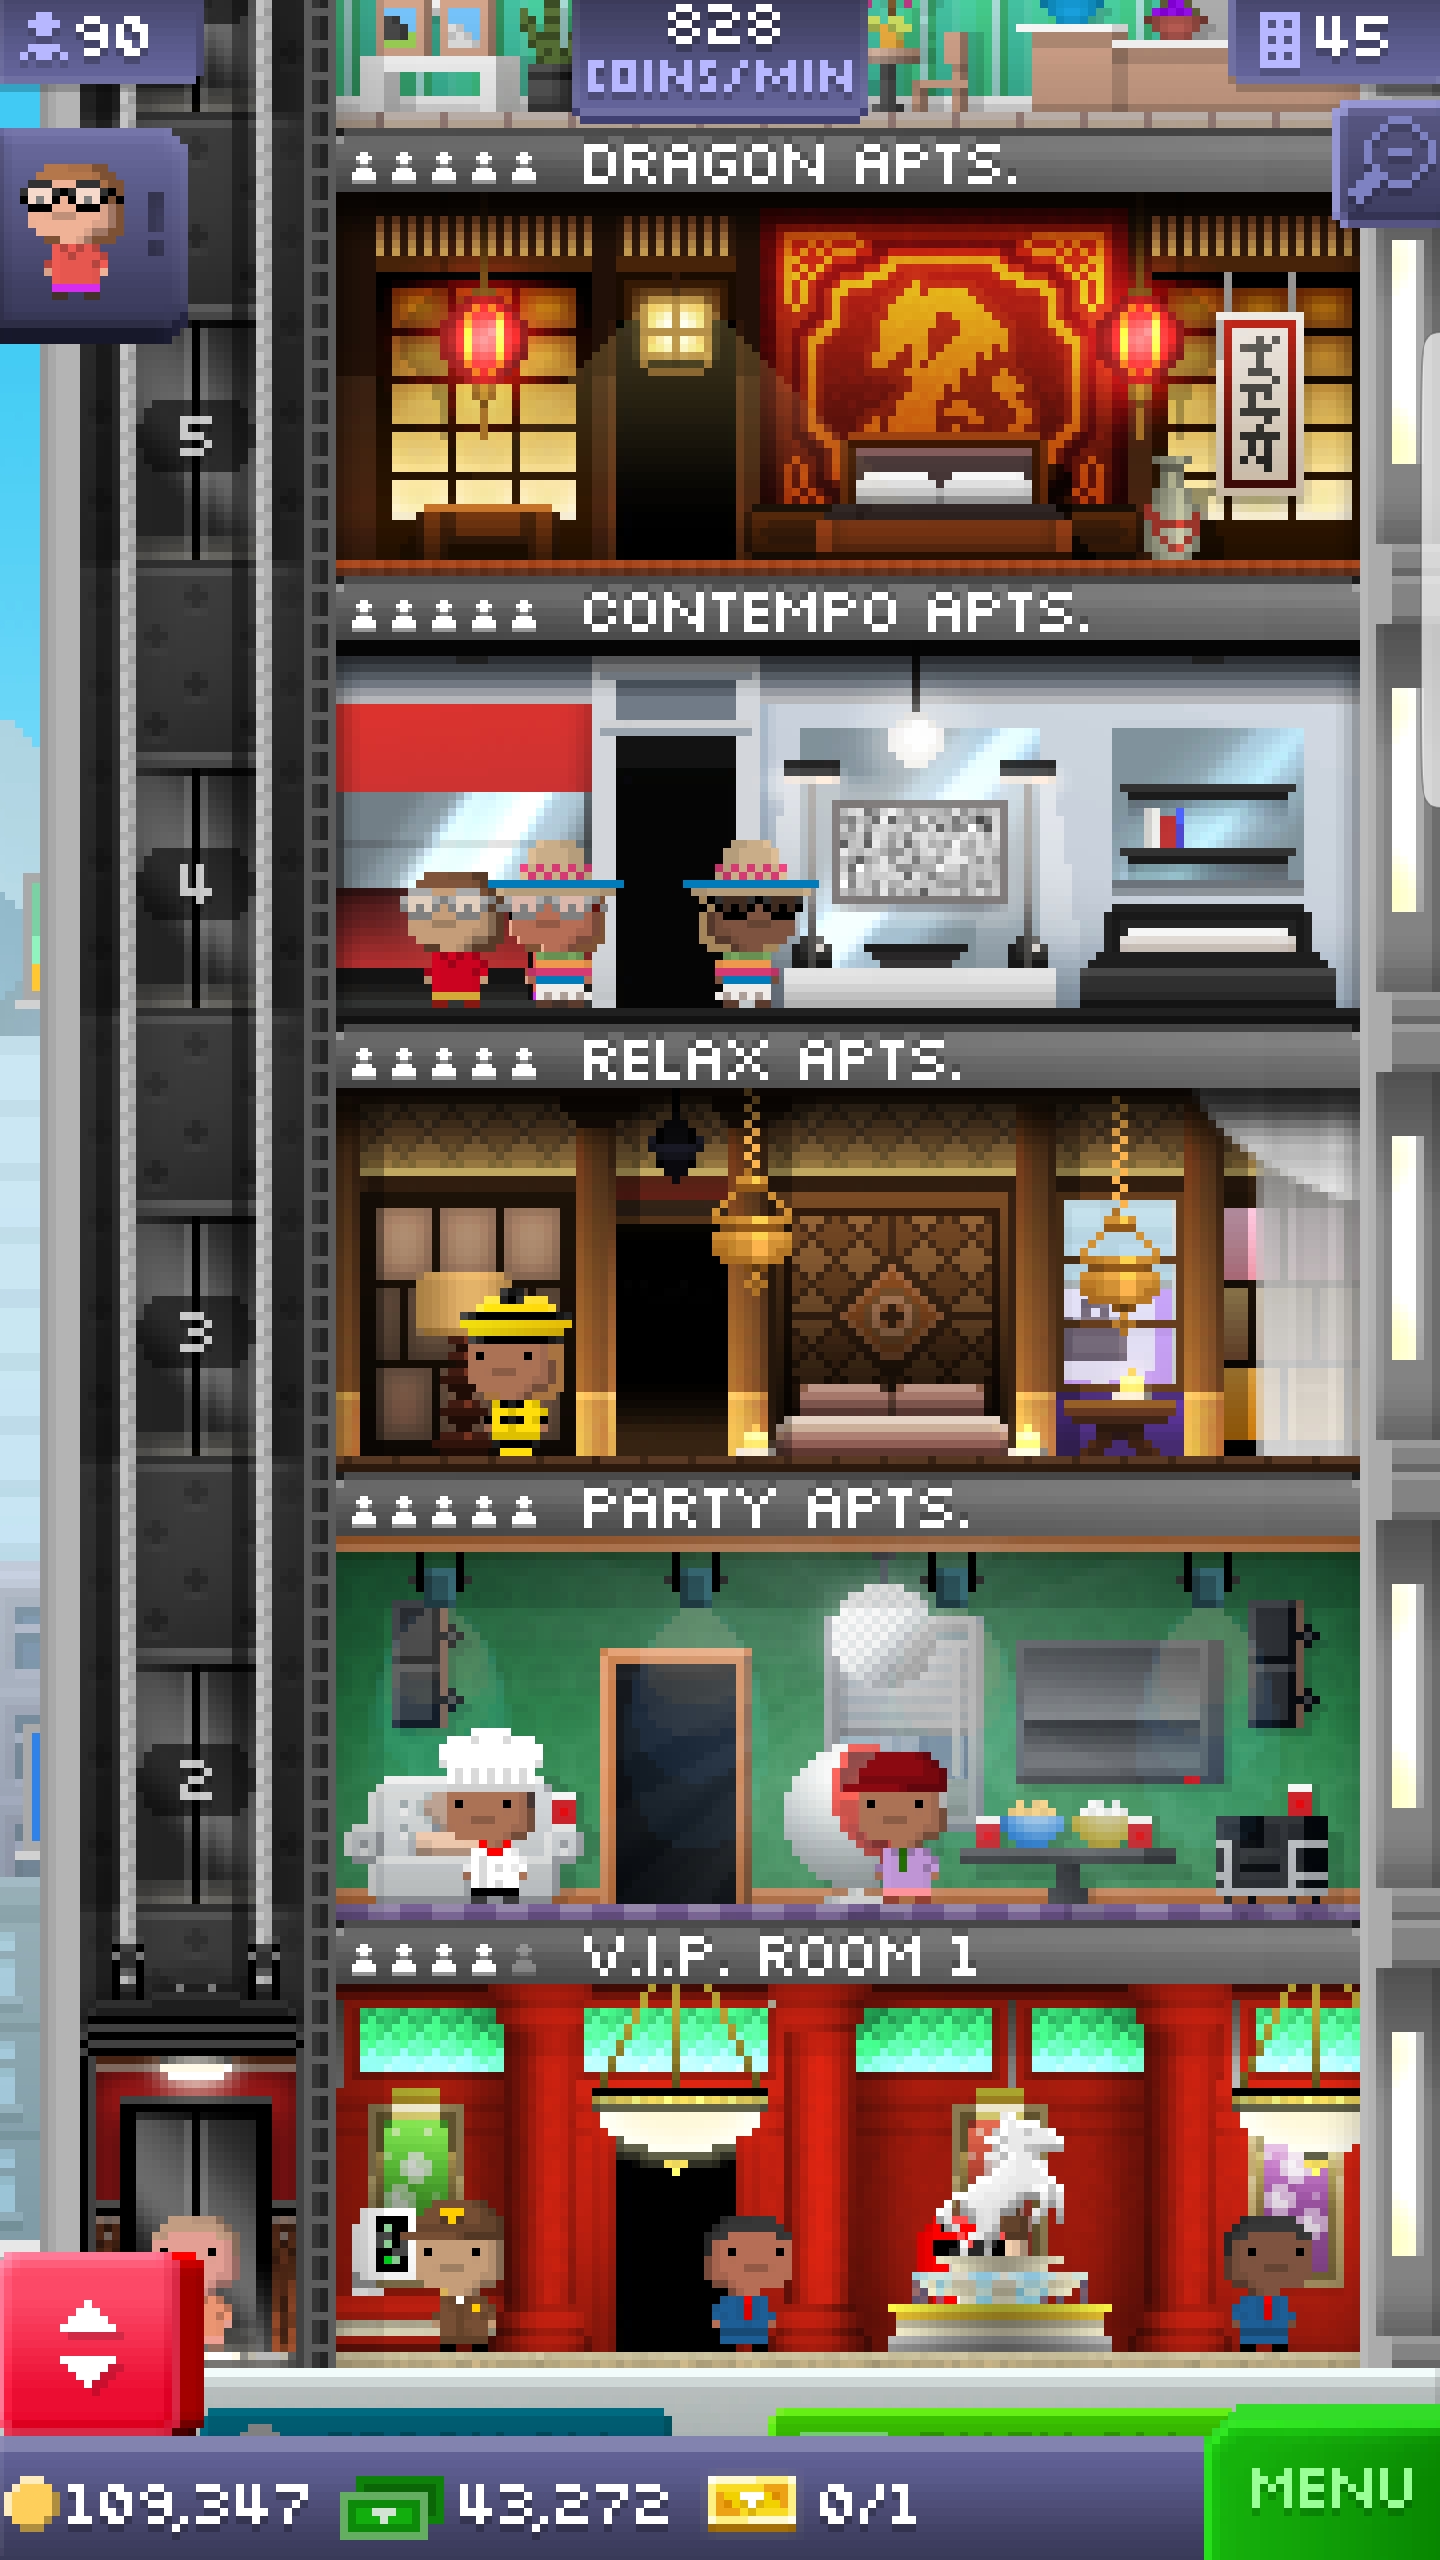 90
828
COINS/MIN
45
!
DRAGON APTS.
5
CONTEMPO APTS.
4
RELAX APTS.
3
PARTY APTS.
2
V.I.P. ROOM 1
109,347
43,272
0/1
MENU